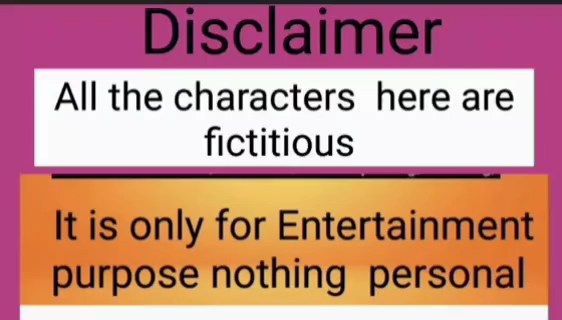 Disclaimer
All the characters here are
fictitious
It is only for Entertainment
purpose nothing personal